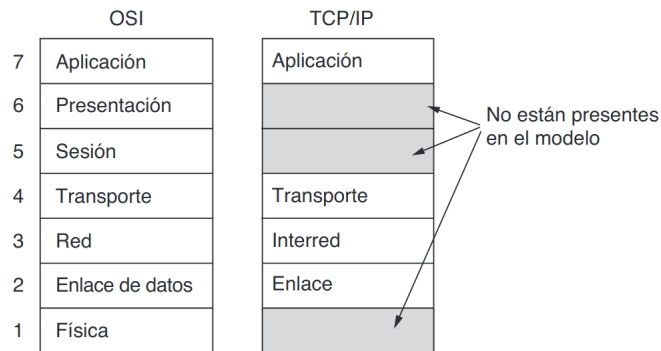 OSI TCP/IP
7 Aplicación Aplicación
6 Presentación
No están presentes
en el modelo
5 Sesión
4 Transporte Transporte
3 Red Interred
2 Enlace de datos Enlace
1 Física